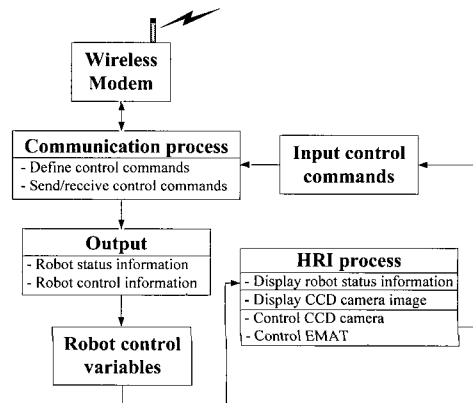 Wireless
Modem
Communication process
- Define control commands
- Send/receive control commands
Input control
commands
Output
- Robot status information
- Robot control information
HRI process
- Display robot status information
- Display CCD camera image
- Control CCD camera
- Control EMAT
Robot control
variables